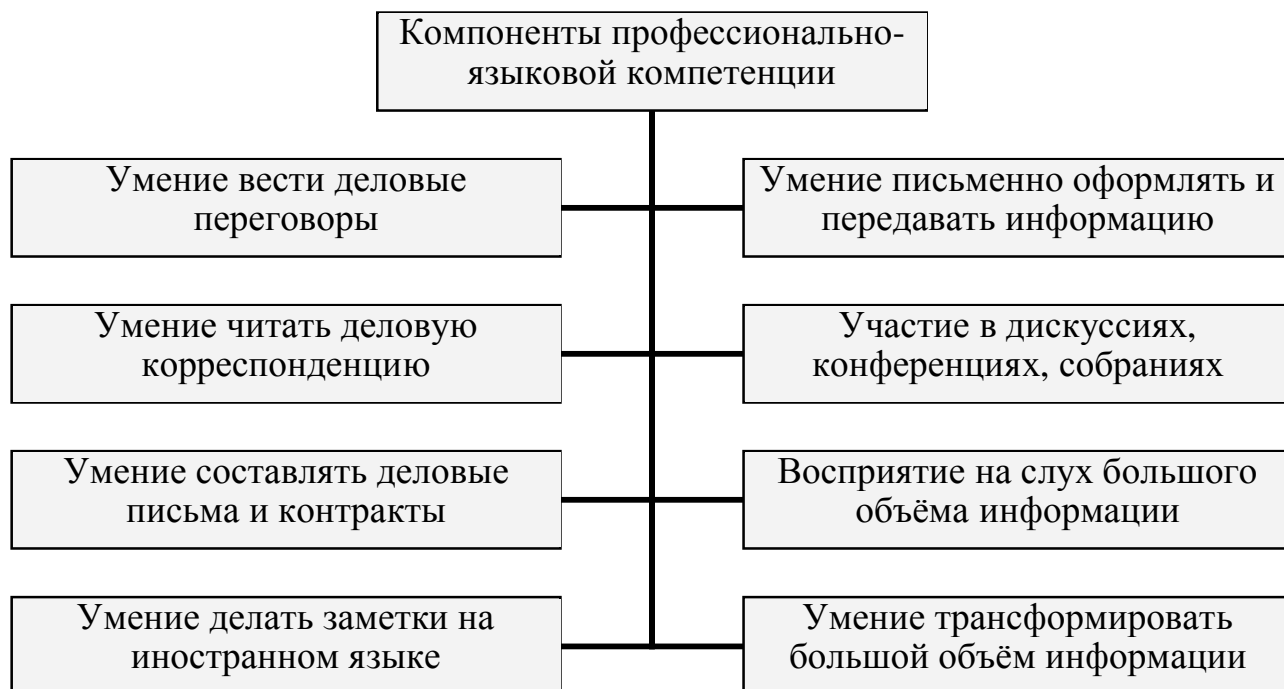 Компоненты профессионально-
языковой компетенции
Умение вести деловые
переговоры
Умение письменно оформлять и
передавать информацию
Умение читать деловую
корреспонденцию
Участие в дискуссиях,
конференциях, собраниях
Умение составлять деловые
письма и контракты
Восприятие на слух большого
объёма информации
Умение делать заметки на
иностранном языке
Умение трансформировать
большой объём информации